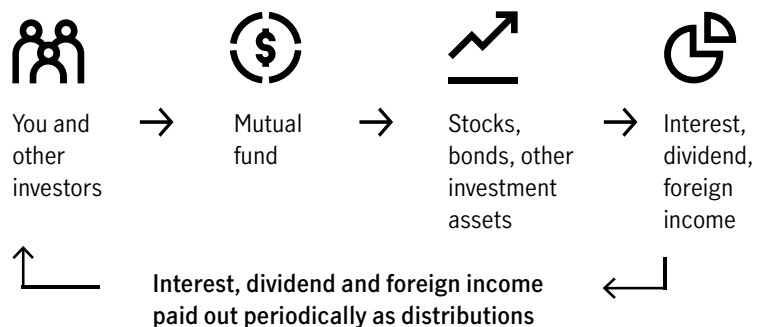 $
You and
other
investors
Mutual
fund
Stocks,
bonds, other
investment
assets
Interest,
dividend,
foreign
income
Interest, dividend and foreign income
paid out periodically as distributions